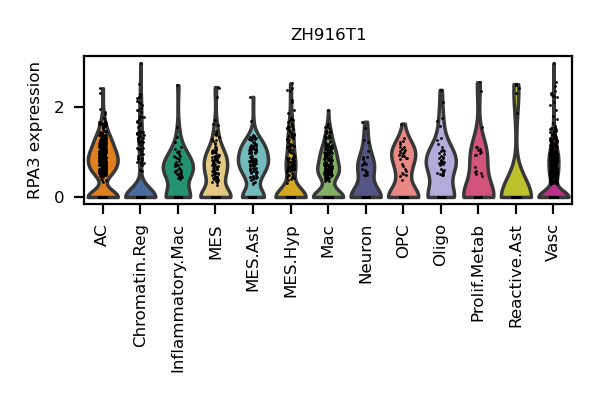 ZH916T1
RPA3 expression
2
0
AC
Chromatin.Reg
Inflammatory.Mac
MES
MES.Ast
MES.Hyp
Mac
Neuron
OPC
Oligo
Prolif.Metab
Reactive.Ast
Vasc